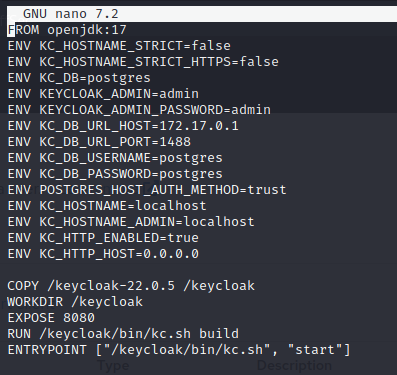 GNU nano 7.2
FROM openjdk:17
ENV KC_HOSTNAME_STRICT=false
ENV KC_HOSTNAME_STRICT_HTTPS=false
ENV KC_DB=postgres
ENV KEYCLOAK_ADMIN=admin
ENV KEYCLOAK_ADMIN_PASSWORD=admin
ENV KC_DB_URL_HOST=172.17.0.1
ENV KC_DB_URL_PORT=1488
ENV KC_DB_USERNAME=postgres
ENV KC_DB_PASSWORD=postgres
ENV POSTGRES_HOST_AUTH_METHOD=trust
ENV KC_HOSTNAME=localhost
ENV KC_HOSTNAME_ADMIN=localhost
ENV KC_HTTP_ENABLED=true
ENV KC_HTTP_HOST=0.0.0.0
COPY /keycloak-22.0.5 /keycloak
WORKDIR /keycloak
EXPOSE 8080
RUN /keycloak/bin/kc.sh build
ENTRYPOINT ["/keycloak/bin/kc.sh", "start"]
Type Description